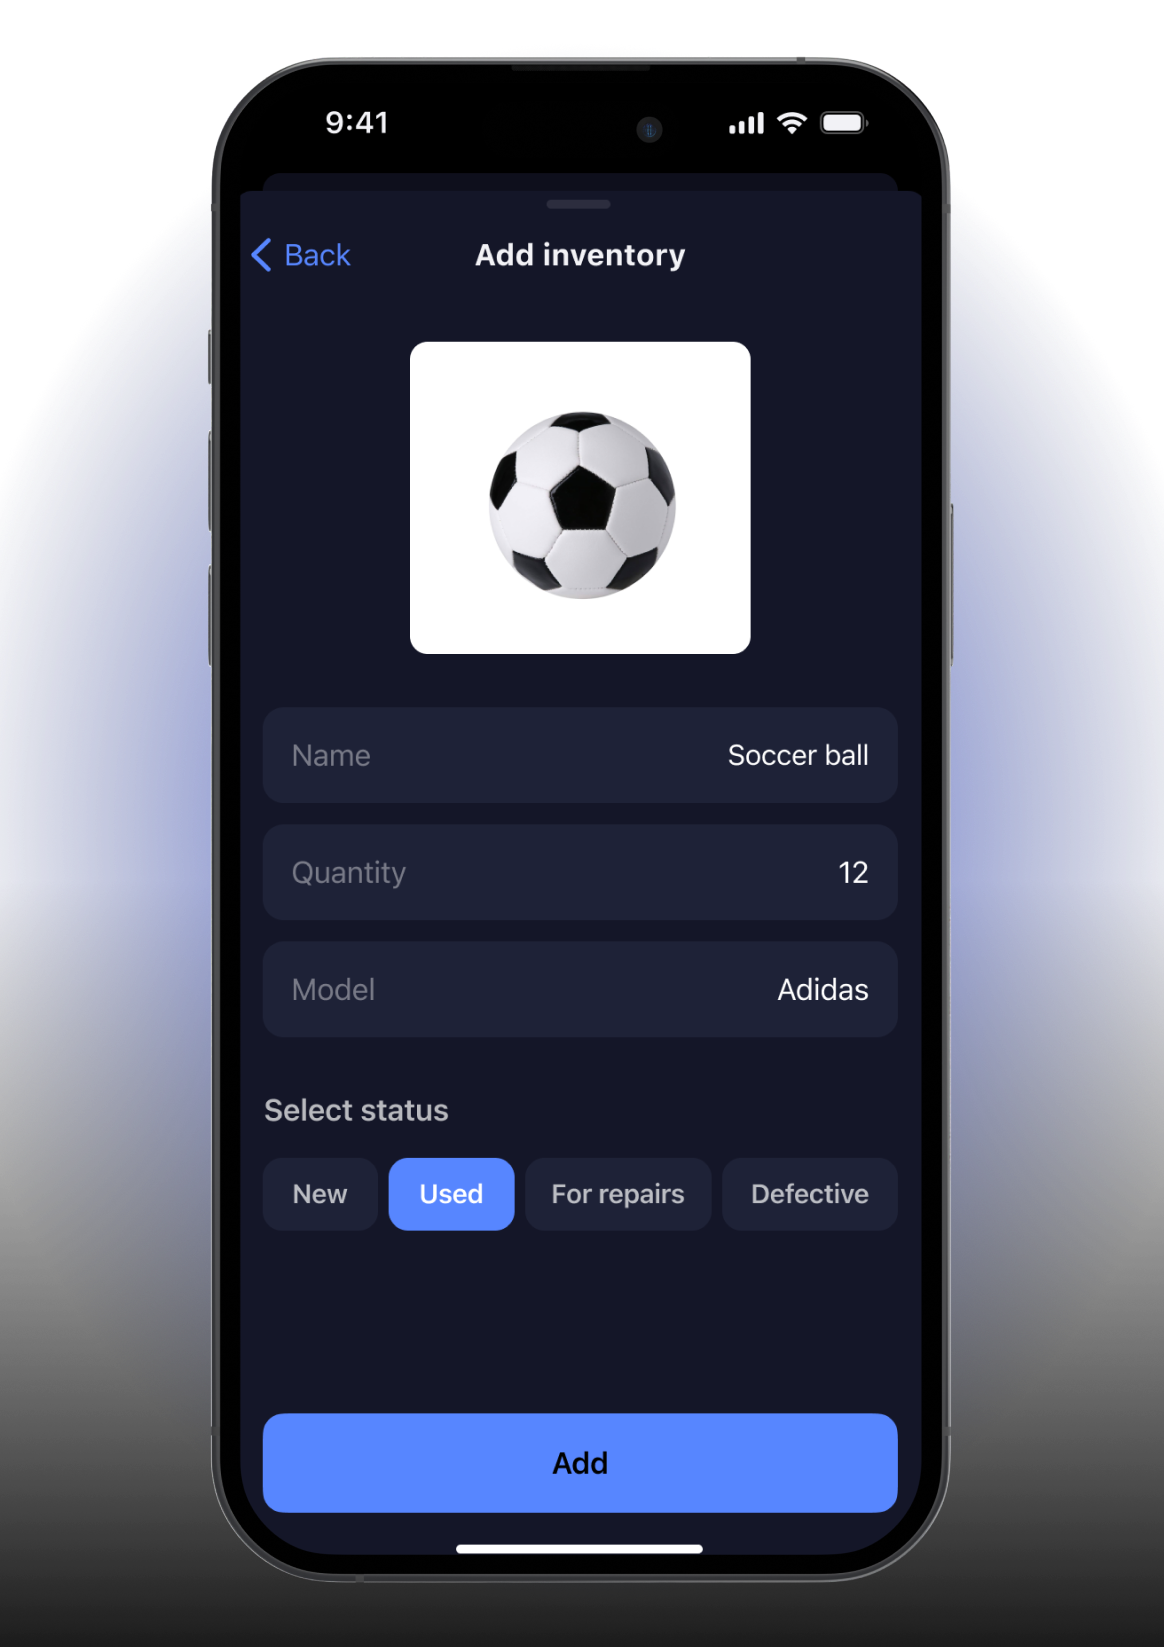 9:41
Back
Add inventory
Name Soccer ball
Quantity 12
Model Adidas
Select status
New Used For repairs Defective
Add